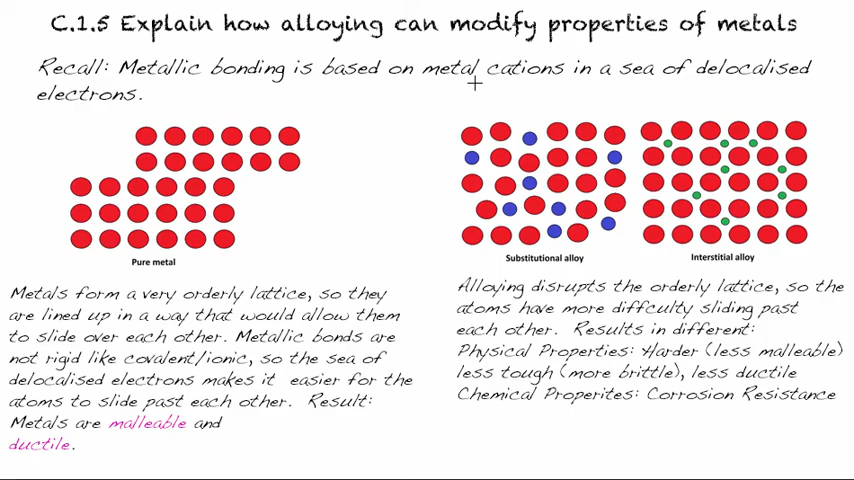 C.1.5 Explain how alloying can modify properties of metals
Recall: Metallic bonding is based on metal cations in a sea of delocalised
electrons.
Pure metal
Substitutional alloy
Interstitial alloy
Metals form a very orderly lattice, so they
are lined up in a way that would allow them
to slide over each other. Metallic bonds are
not rigid like covalent/ionic, so the sea of
delocalised electrons makes it easier for the
atoms to slide past each other. Result:
Metals are malleable and
ductile.
Alloying disrupts the orderly lattice, so the
atoms have more diffculty sliding past
each other. Results in different:
Physical Properties: Harder (less malleable)
less tough (more brittle), less ductile
Chemical Properites: Corrosion Resistance